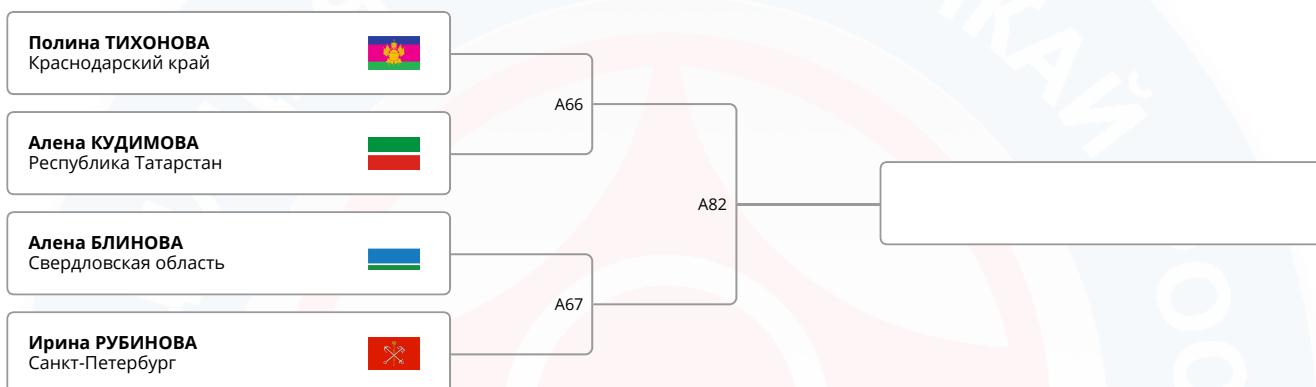 Полина ТИХОНОВА
Краснодарский край
A66
Алена КУДИМОВА
Республика Татарстан
A82
Алена БЛИНОВА
Свердловская область
A67
Ирина РУБИНОВА
Санкт-Петербург